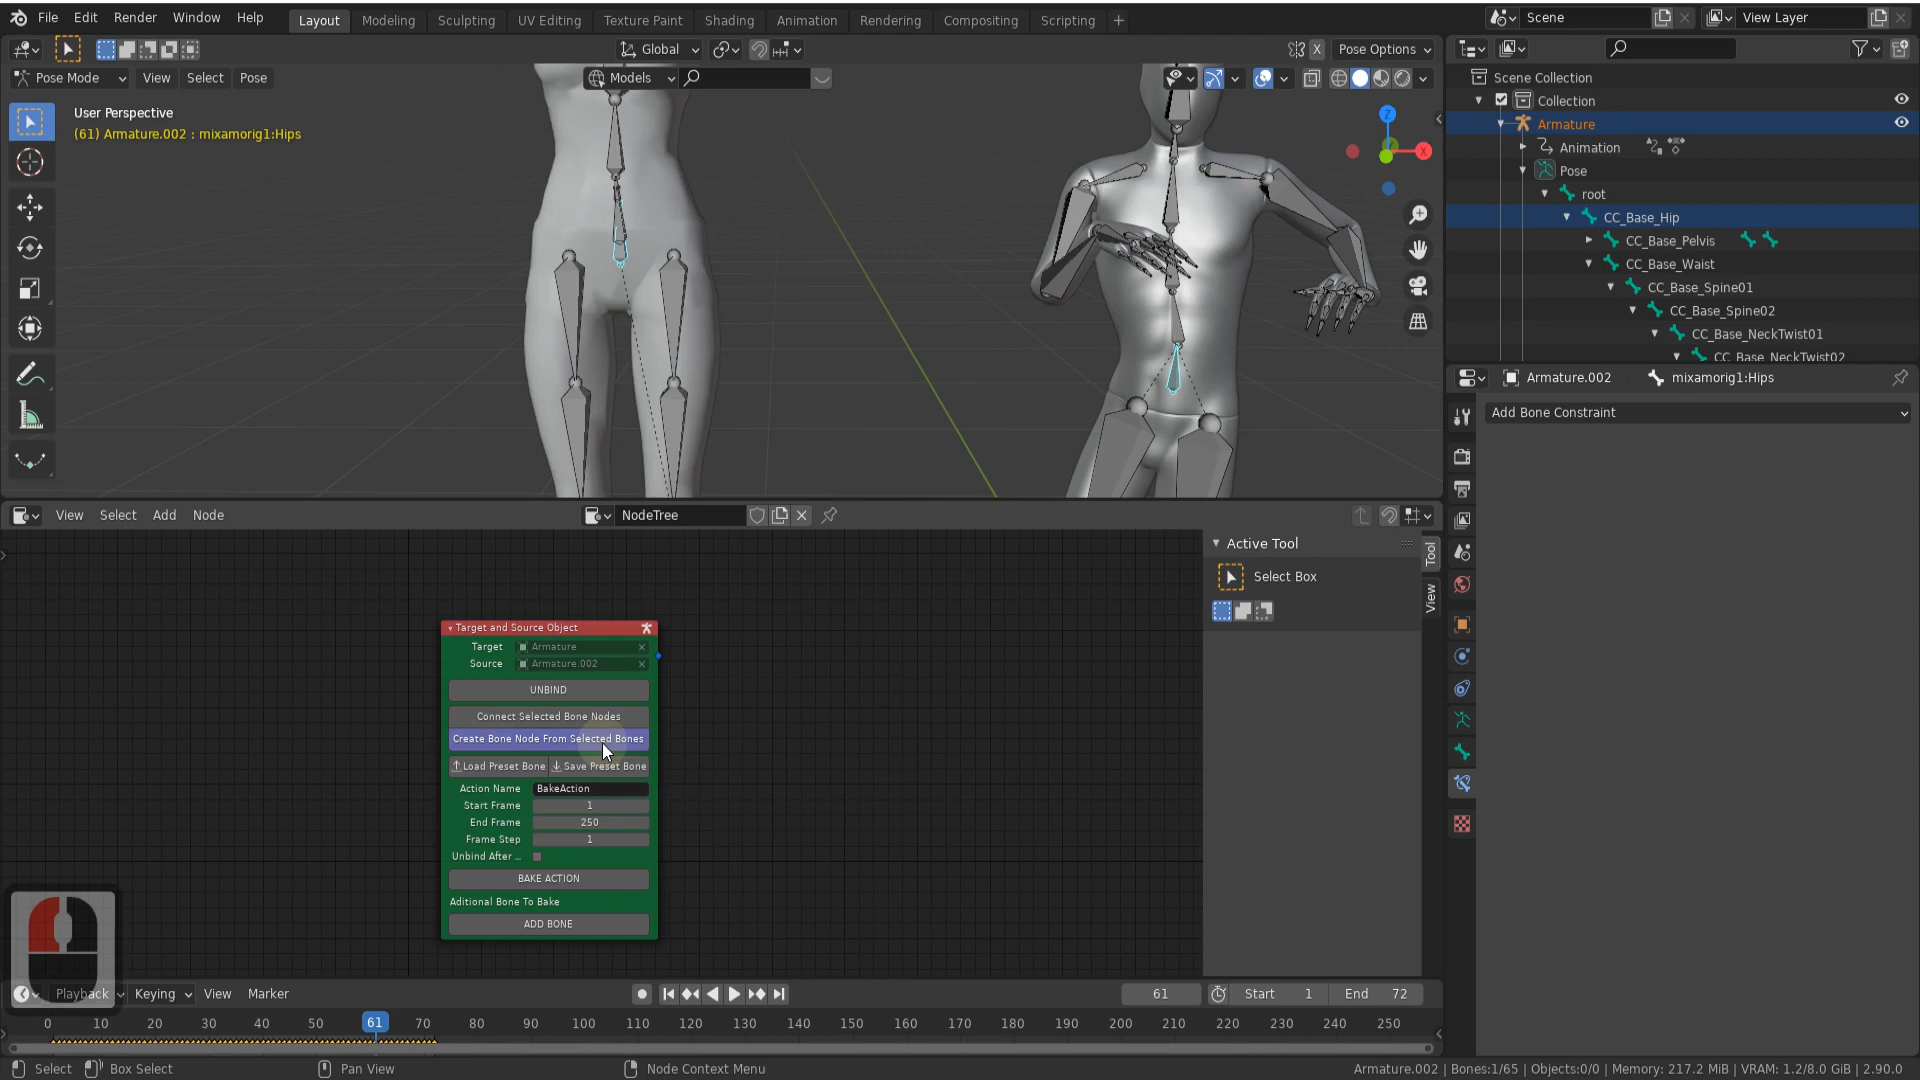 File Edit Render Window Help Layout Modeling Sculpting UV Editing Texture Paint Shading Animation Rendering Compositing Scripting + Scene View Layer
Global X Pose Options
Pose Mode View Select Pose Models
User Perspective
(61) Armature.002 : mixamorig1:Hips
Z
X
Scene Collection
Collection
Armature
Animation
Pose
root
CC_Base_Hip
CC_Base_Pelvis
CC_Base_Waist
CC_Base_Spine01
CC_Base_Spine02
CC_Base_NeckTwist01
CC_Base_NeckTwist02
Armature.002 mixamorig1:Hips
Add Bone Constraint
View Select Add Node NodeTree
Active Tool
Select Box
Tool
View
Target and Source Object
Target Armature
Source Armature.002
UNBIND
Connect Selected Bone Nodes
Create Bone Node From Selected Bones
Load Preset Bone Save Preset Bone
Action Name BakeAction
Start Frame 1
End Frame 250
Frame Step 1
Unbind After ...
BAKE ACTION
Aditional Bone To Bake
ADD BONE
Playback Keying View Marker 61 Start 1 End 72
0 10 20 30 40 50 61 70 80 90 100 110 120 130 140 150 160 170 180 190 200 210 220 230 240 250
Select Box Select Pan View Node Context Menu Armature.002 | Bones:1/65 | Objects:0/0 | Memory: 217.2 MiB | VRAM: 1.2/8.0 GiB | 2.90.0